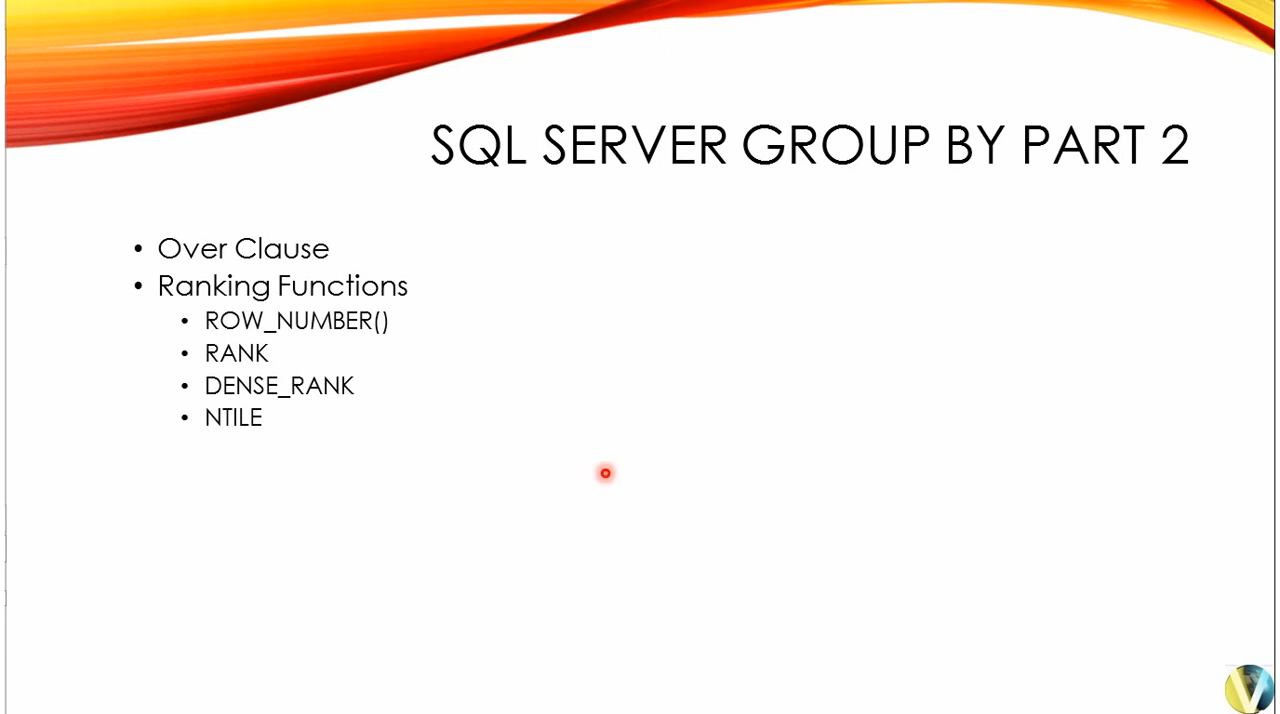 SQL SERVER GROUP BY PART 2
• Over Clause
• Ranking Functions
• ROW_NUMBER()
• RANK
• DENSE_RANK
• NTILE
V